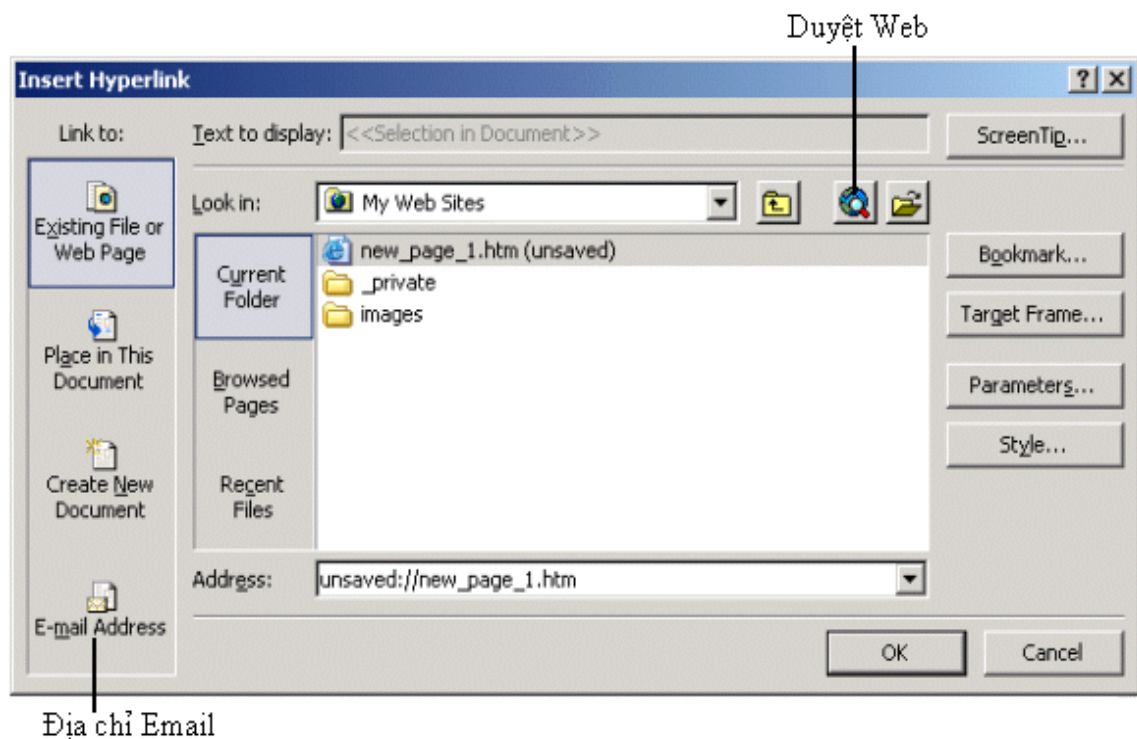 Duyệt Web
Insert Hyperlink
Link to:
Text to display: <<Selection in Document>>
ScreenTip...
Existing File or
Web Page
Look in:
My Web Sites
Current
Folder
new_page_1.htm (unsaved)
_private
images
Bookmark...
Target Frame...
Place in This
Document
Browsed
Pages
Parameters...
Style...
Create New
Document
Recent
Files
Address:
unsaved://new_page_1.htm
E-mail Address
OK
Cancel
Địa chỉ Email